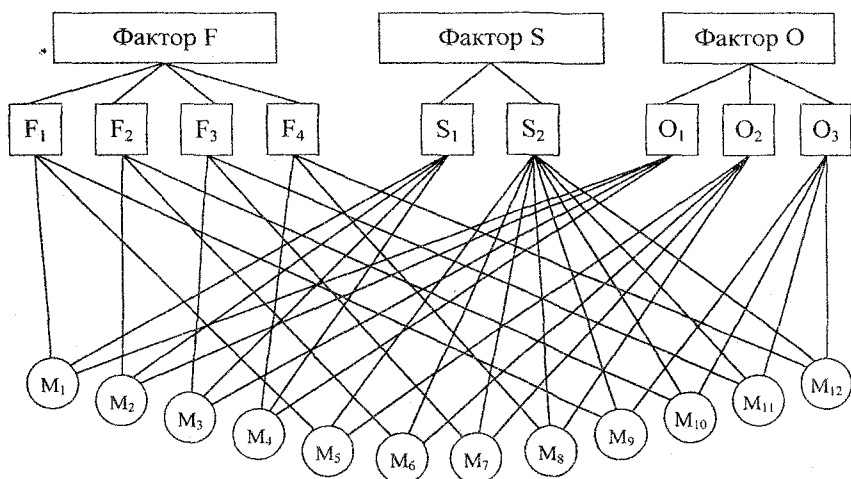 Фактор F Фактор S Фактор O
F₁ F₂ F₃ F₄ S₁ S₂ O₁ O₂ O₃
M₁ M₂ M₃ M₄ M₅ M₆ M₇ M₈ M₉ M₁₀ M₁₁ M₁₂